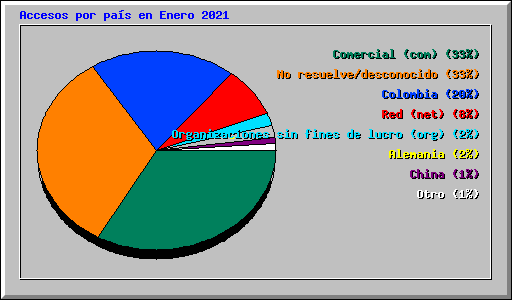 Accesos por país en Enero 2021
Comercial (com) (33%)
No resuelve/desconocido (33%)
Colombia (20%)
Red (net) (8%)
Organizaciones sin fines de lucro (org) (2%)
Alemania (2%)
China (1%)
Otro (1%)